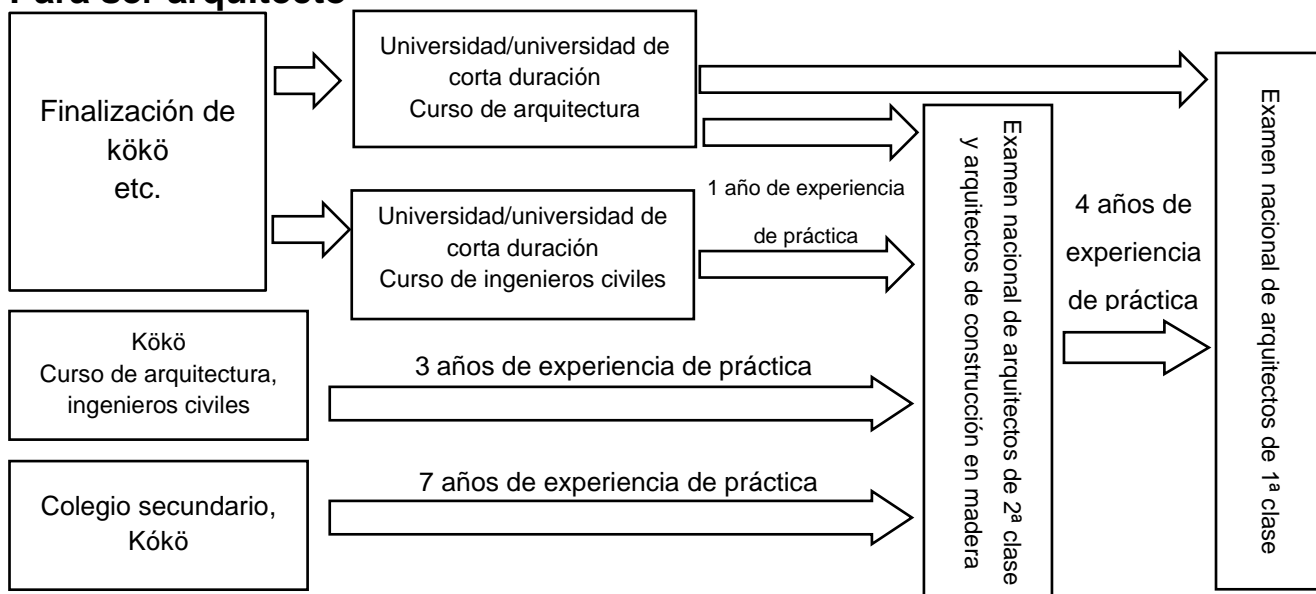 Para ser arquitecto
Finalización de
kökö
etc.
Universidad/universidad de
corta duración
Curso de arquitectura
Universidad/universidad de
corta duración
Curso de ingenieros civiles
1 año de experiencia
de práctica
Kökö
Curso de arquitectura,
ingenieros civiles
3 años de experiencia de práctica
Colegio secundario,
Kókö
7 años de experiencia de práctica
Examen nacional de arquitectos de 2ª clase
y arquitectos de construcción en madera
4 años de
experiencia
de práctica
Examen nacional de arquitectos de 1ª clase